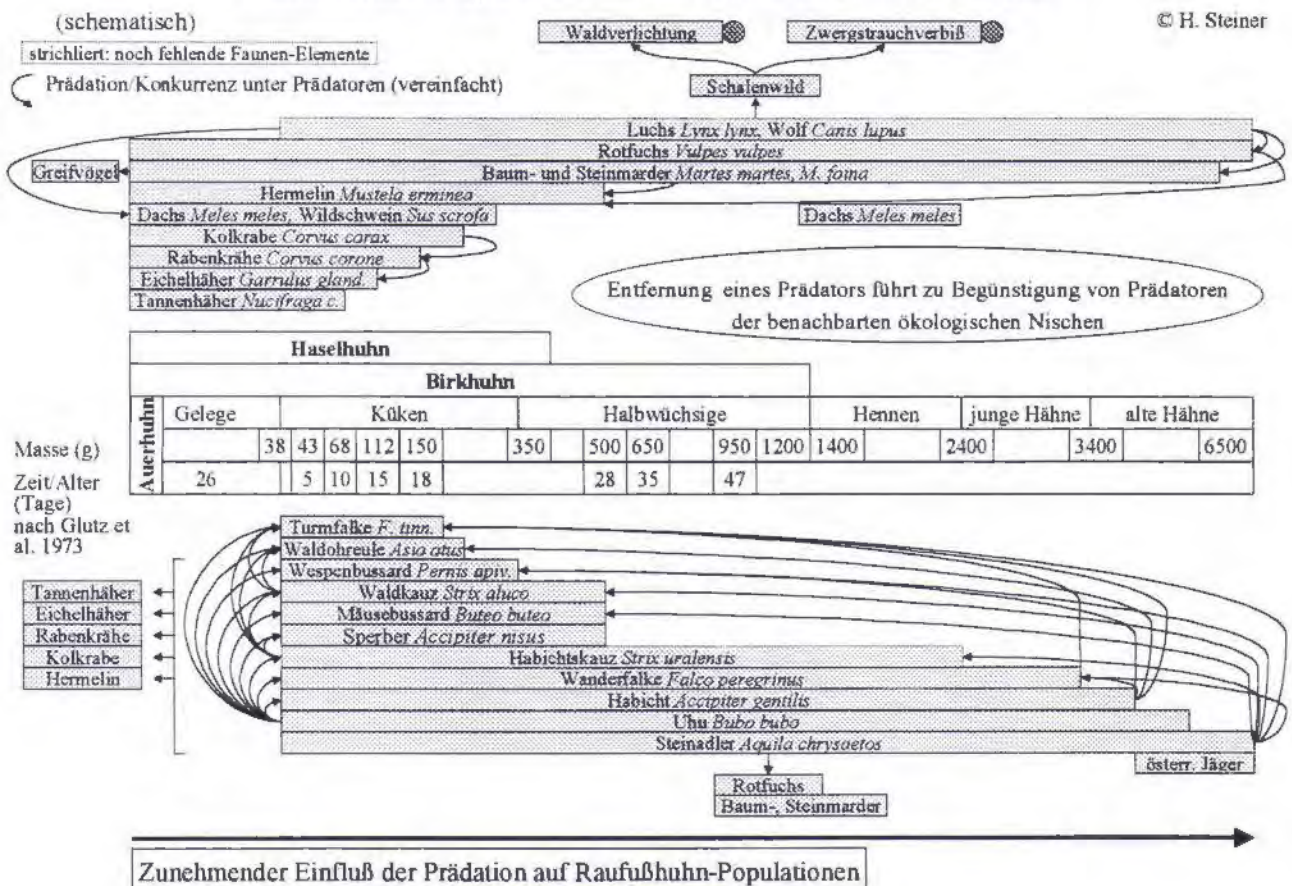 (schematisch)
© H. Steiner
strichliert: noch fehlende Faunen-Elemente
Prädation/Konkurrenz unter Prädatoren (vereinfacht)
Waldverlichtung
Zwergstrauchverbiß
Schalenwild
Luchs Lynx lynx, Wolf Canis lupus
Rotfuchs Vulpes vulpes
Greifvögel
Baum- und Steinmarder Martes martes, M. foina
Hermelin Mustela erminea
Dachs Meles meles, Wildschwein Sus scrofa
Dachs Meles meles
Kolkrabe Corvus corax
Rabenkrähe Corvus corone
Eichelhäher Garrulus gland.
Tannenhäher Nucifraga c.
Entfernung eines Prädators führt zu Begünstigung von Prädatoren
der benachbarten ökologischen Nischen
Haselhuhn
Birkhuhn
Auerhuhn
Gelege Küken Halbwüchsige Hennen junge Hähne alte Hähne
Masse (g) 38 43 68 112 150 350 500 650 950 1200 1400 2400 3400 6500
Zeit/Alter 26 5 10 15 18 28 35 47
(Tage)
nach Glutz et
al. 1973
Turmfalke F. tinn.
Waldohreule Asio otus
Wespenbussard Pernis apiv.
Waldkauz Strix aluco
Mäusebussard Buteo buteo
Sperber Accipiter nisus
Habichtskauz Strix uralensis
Wanderfalke Falco peregrinus
Habicht Accipiter gentilis
Uhu Bubo bubo
Steinadler Aquila chrysaetos
österr. Jäger
Tannenhäher
Eichelhäher
Rabenkrähe
Kolkrabe
Hermelin
Rotfuchs
Baum-, Steinmarder
Zunehmender Einfluß der Prädation auf Raufußhuhn-Populationen